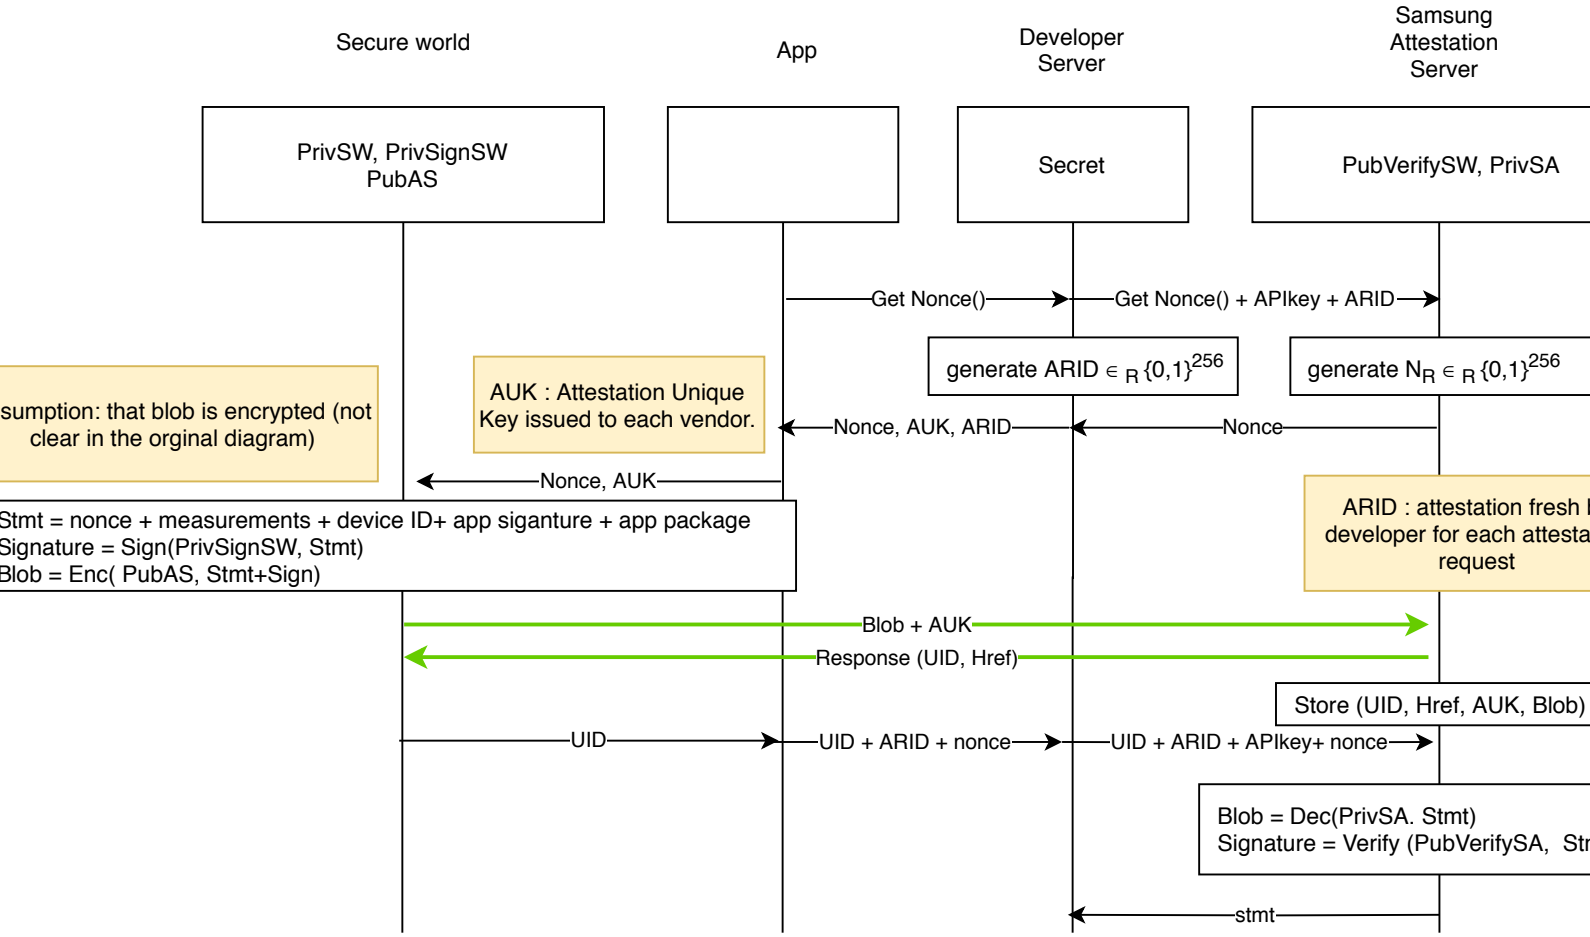 Secure world
App
Developer
Server
Samsung
Attestation
Server
PrivSW, PrivSignSW
PubAS
Secret
PubVerifySW, PrivSA
Get Nonce()
Get Nonce() + APIkey + ARID
generate ARID ∈ R {0,1}256
generate NR ∈ R {0,1}256
sumption: that blob is encrypted (not
clear in the orginal diagram)
AUK : Attestation Unique
Key issued to each vendor.
Nonce, AUK, ARID
Nonce
Nonce, AUK
Stmt = nonce + measurements + device ID+ app siganture + app package
Signature = Sign(PrivSignSW, Stmt)
Blob = Enc( PubAS, Stmt+Sign)
ARID : attestation fresh
developer for each attesta
request
Blob + AUK
Response (UID, Href)
Store (UID, Href, AUK, Blob)
UID
UID + ARID + nonce
UID + ARID + APIkey+ nonce
Blob = Dec(PrivSA. Stmt)
Signature = Verify (PubVerifySA,
stmt